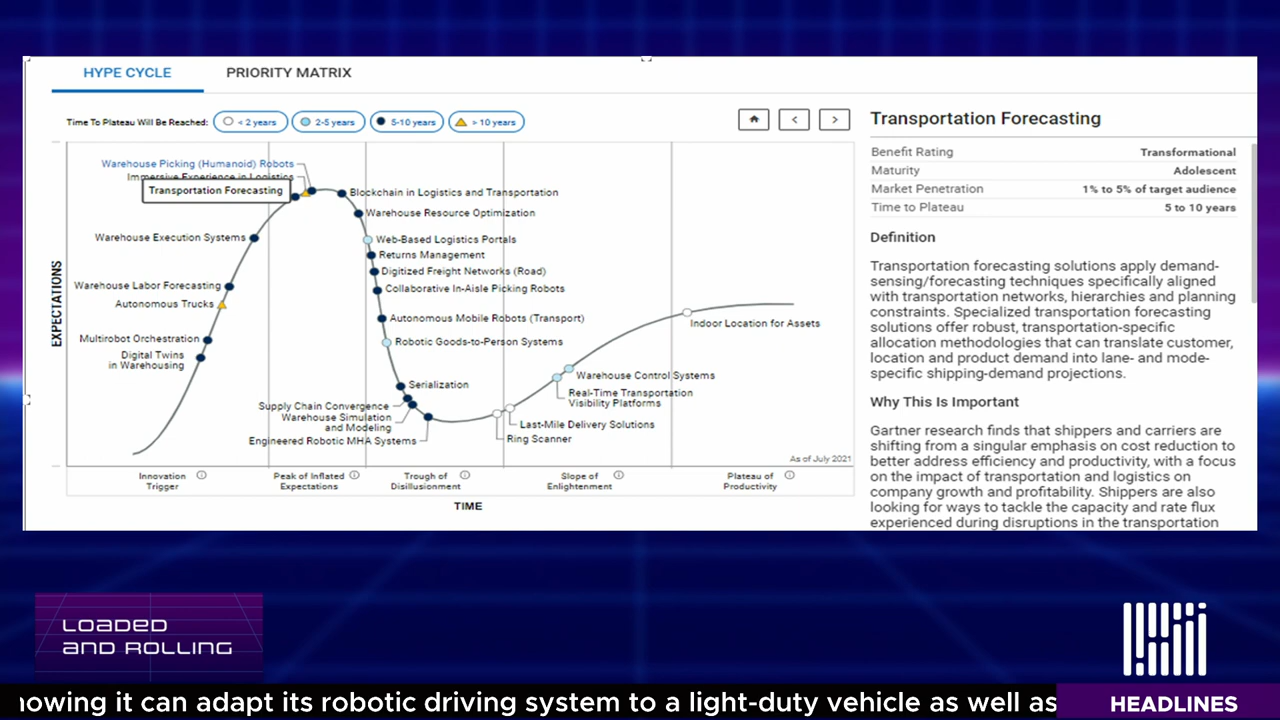 HYPE CYCLE
PRIORITY MATRIX
Time To Plateau Will Be Reached:
< 2 years
2-5 years
5-10 years
> 10 years
Warehouse Picking (Humanoid) Robots
Immersive Experience in Logistics
Transportation Forecasting
Warehouse Execution Systems
Warehouse Labor Forecasting
Autonomous Trucks
Multirobot Orchestration
Digital Twins
in Warehousing
Blockchain in Logistics and Transportation
Warehouse Resource Optimization
Web-Based Logistics Portals
Returns Management
Digitized Freight Networks (Road)
Collaborative In-Aisle Picking Robots
Autonomous Mobile Robots (Transport)
Robotic Goods-to-Person Systems
Serialization
Supply Chain Convergence
Warehouse Simulation
and Modeling
Engineered Robotic MHA Systems
Indoor Location for Assets
Warehouse Control Systems
Real-Time Transportation
Visibility Platforms
Last-Mile Delivery Solutions
Ring Scanner
As of July 2021
EXPECTATIONS
Innovation
Trigger
Peak of Inflated
Expectations
Trough of
Disillusionment
Slope of
Enlightenment
Plateau of
Productivity
TIME
Transportation Forecasting
Benefit Rating Transformational
Maturity Adolescent
Market Penetration 1% to 5% of target audience
Time to Plateau 5 to 10 years
Definition
Transportation forecasting solutions apply demand-
sensing/forecasting techniques specifically aligned
with transportation networks, hierarchies and planning
constraints. Specialized transportation forecasting
solutions offer robust, transportation-specific
allocation methodologies that can translate customer,
location and product demand into lane- and mode-
specific shipping-demand projections.
Why This Is Important
Gartner research finds that shippers and carriers are
shifting from a singular emphasis on cost reduction to
better address efficiency and productivity, with a focus
on the impact of transportation and logistics on
company growth and profitability. Shippers are also
looking for ways to tackle the capacity and rate flux
experienced during disruptions in the transportation
LOADED
AND ROLLING
it can adapt its robotic driving system to a light-duty vehicle as well as
HEADLINES